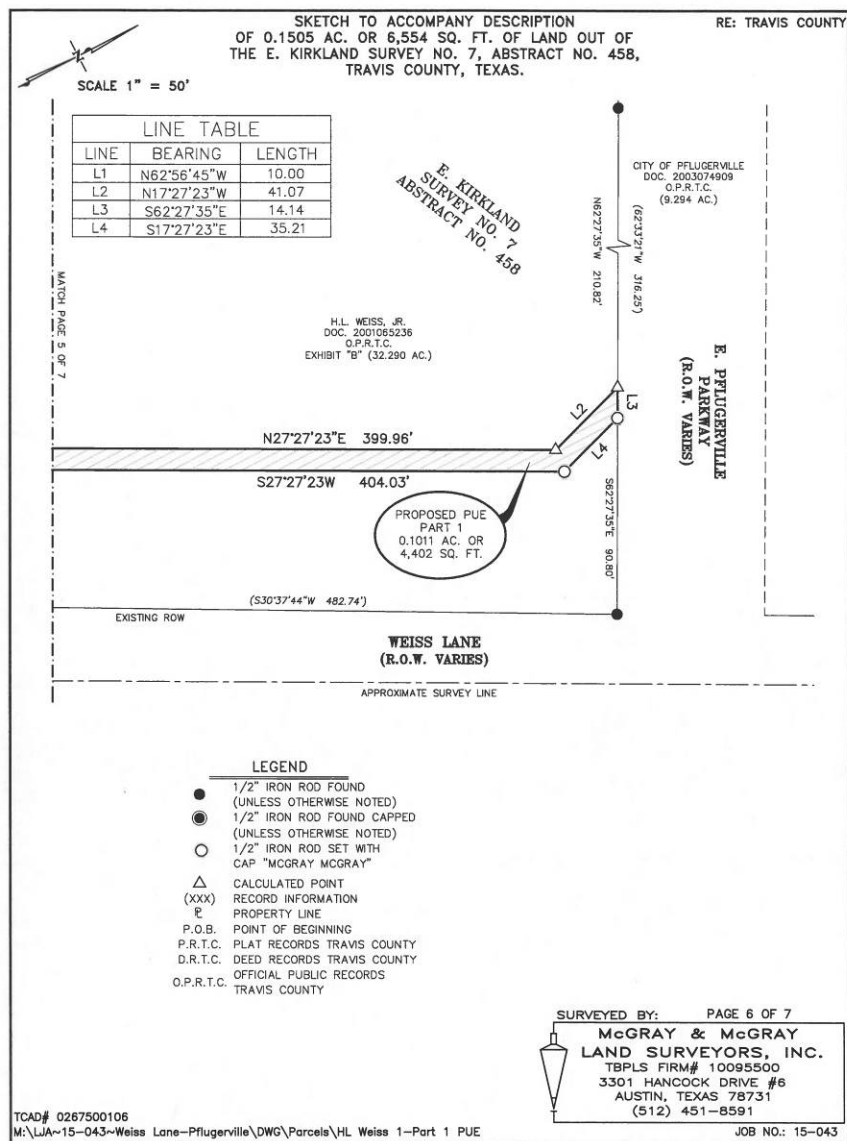 SKETCH TO ACCOMPANY DESCRIPTION
OF 0.1505 AC. OR 6,554 SQ. FT. OF LAND OUT OF
THE E. KIRKLAND SURVEY NO. 7, ABSTRACT NO. 458,
TRAVIS COUNTY, TEXAS.
RE: TRAVIS COUNTY
N
SCALE 1" = 50'
LINE TABLE
LINE BEARING LENGTH
L1 N62°56'45"W 10.00
L2 N17°27'23"W 41.07
L3 S62°27'35"E 14.14
L4 S17°27'23"E 35.21
E. KIRKLAND
SURVEY NO. 7
ABSTRACT NO. 458
CITY OF PFLUGERVILLE
DOC. 2003074909
O.P.R.T.C.
(9.294 AC.)
N62°27'35"W 210.82'
(62°33'21"W 316.25')
MATCH PAGE 5 OF 7
H.L. WEISS, JR.
DOC. 2001065236
O.P.R.T.C.
EXHIBIT "B" (32.290 AC.)
E. PFLUGERVILLE
PARKWAY
(R.O.W. VARIES)
L2
L3
L4
N27°27'23"E 399.96'
S27°27'23W 404.03'
S62°27'35"E 90.80'
PROPOSED PUE
PART 1
0.1011 AC. OR
4,402 SQ. FT.
(S30°37'44"W 482.74')
EXISTING ROW
WEISS LANE
(R.O.W. VARIES)
APPROXIMATE SURVEY LINE
LEGEND
1/2" IRON ROD FOUND
(UNLESS OTHERWISE NOTED)
1/2" IRON ROD FOUND CAPPED
(UNLESS OTHERWISE NOTED)
1/2" IRON ROD SET WITH
CAP "MCGRAY MCGRAY"
CALCULATED POINT
(XXX) RECORD INFORMATION
PROPERTY LINE
P.O.B. POINT OF BEGINNING
P.R.T.C. PLAT RECORDS TRAVIS COUNTY
D.R.T.C. DEED RECORDS TRAVIS COUNTY
O.P.R.T.C. OFFICIAL PUBLIC RECORDS
TRAVIS COUNTY
SURVEYED BY: PAGE 6 OF 7
McGRAY & McGRAY
LAND SURVEYORS, INC.
TBPLS FIRM# 10095500
3301 HANCOCK DRIVE #6
AUSTIN, TEXAS 78731
(512) 451-8591
TCAD# 0267500106
M:\LJA~15-043~Weiss Lane-Pflugerville\DWG\Parcels\HL Weiss 1-Part 1 PUE
JOB NO.: 15-043